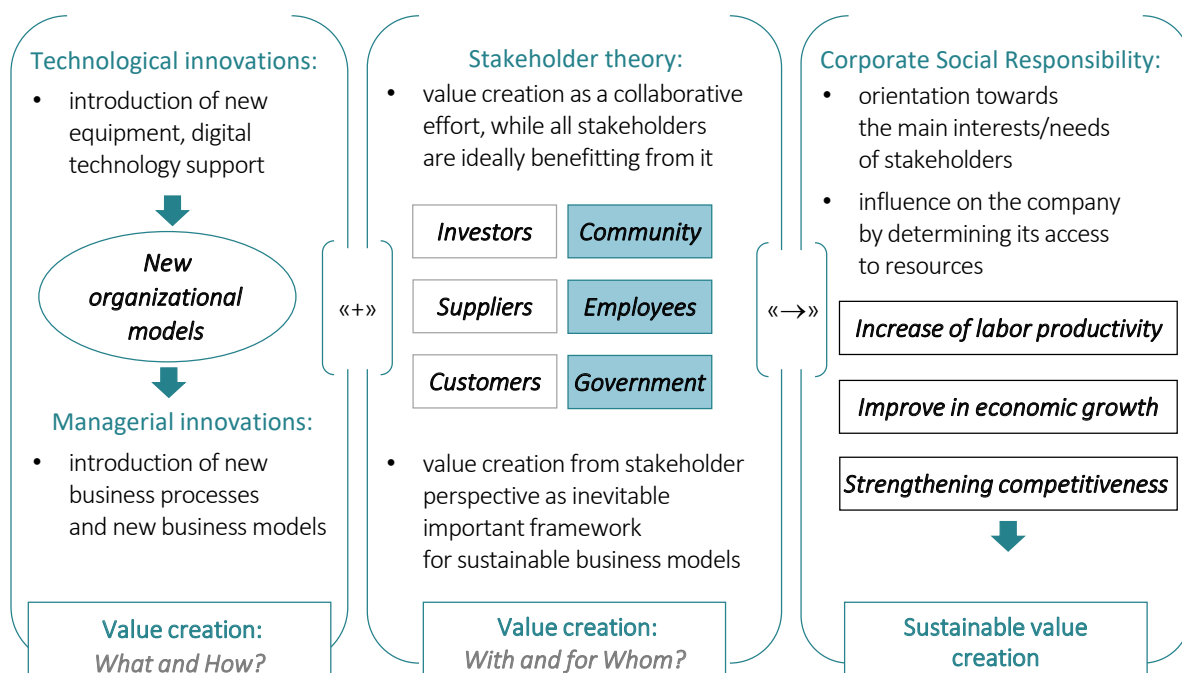 Technological innovations:
• introduction of new
equipment, digital
technology support
New
organizational
models
Managerial innovations:
• introduction of new
business processes
and new business models
Value creation:
What and How?
«+»
Stakeholder theory:
• value creation as a collaborative
effort, while all stakeholders
are ideally benefitting from it
Investors
Community
Suppliers
Employees
Customers
Government
• value creation from stakeholder
perspective as inevitable
important framework
for sustainable business models
Value creation:
With and for Whom?
«→»
Corporate Social Responsibility:
• orientation towards
the main interests/needs
of stakeholders
• influence on the company
by determining its access
to resources
Increase of labor productivity
Improve in economic growth
Strengthening competitiveness
Sustainable value
creation